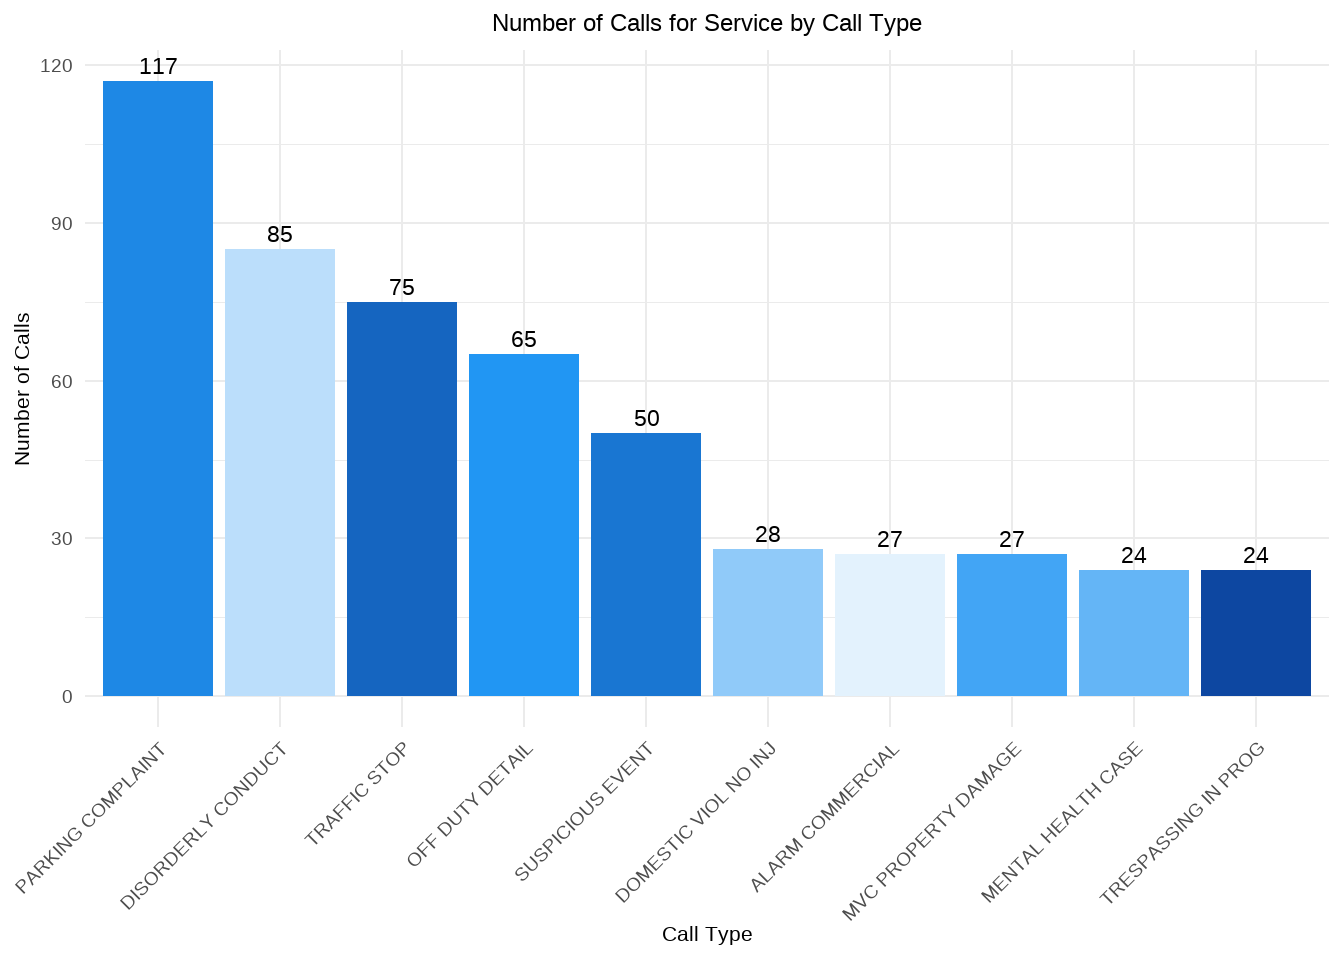 Number of Calls for Service by Call Type
Number of Calls
120
90
60
30
0
117
85
75
65
50
28
27
27
24
24
PARKING COMPLAINT
DISORDERLY CONDUCT
TRAFFIC STOP
OFF DUTY DETAIL
SUSPICIOUS EVENT
DOMESTIC VIOL NO INJ
ALARM COMMERCIAL
MVC PROPERTY DAMAGE
MENTAL HEALTH CASE
TRESPASSING IN PROG
Call Type